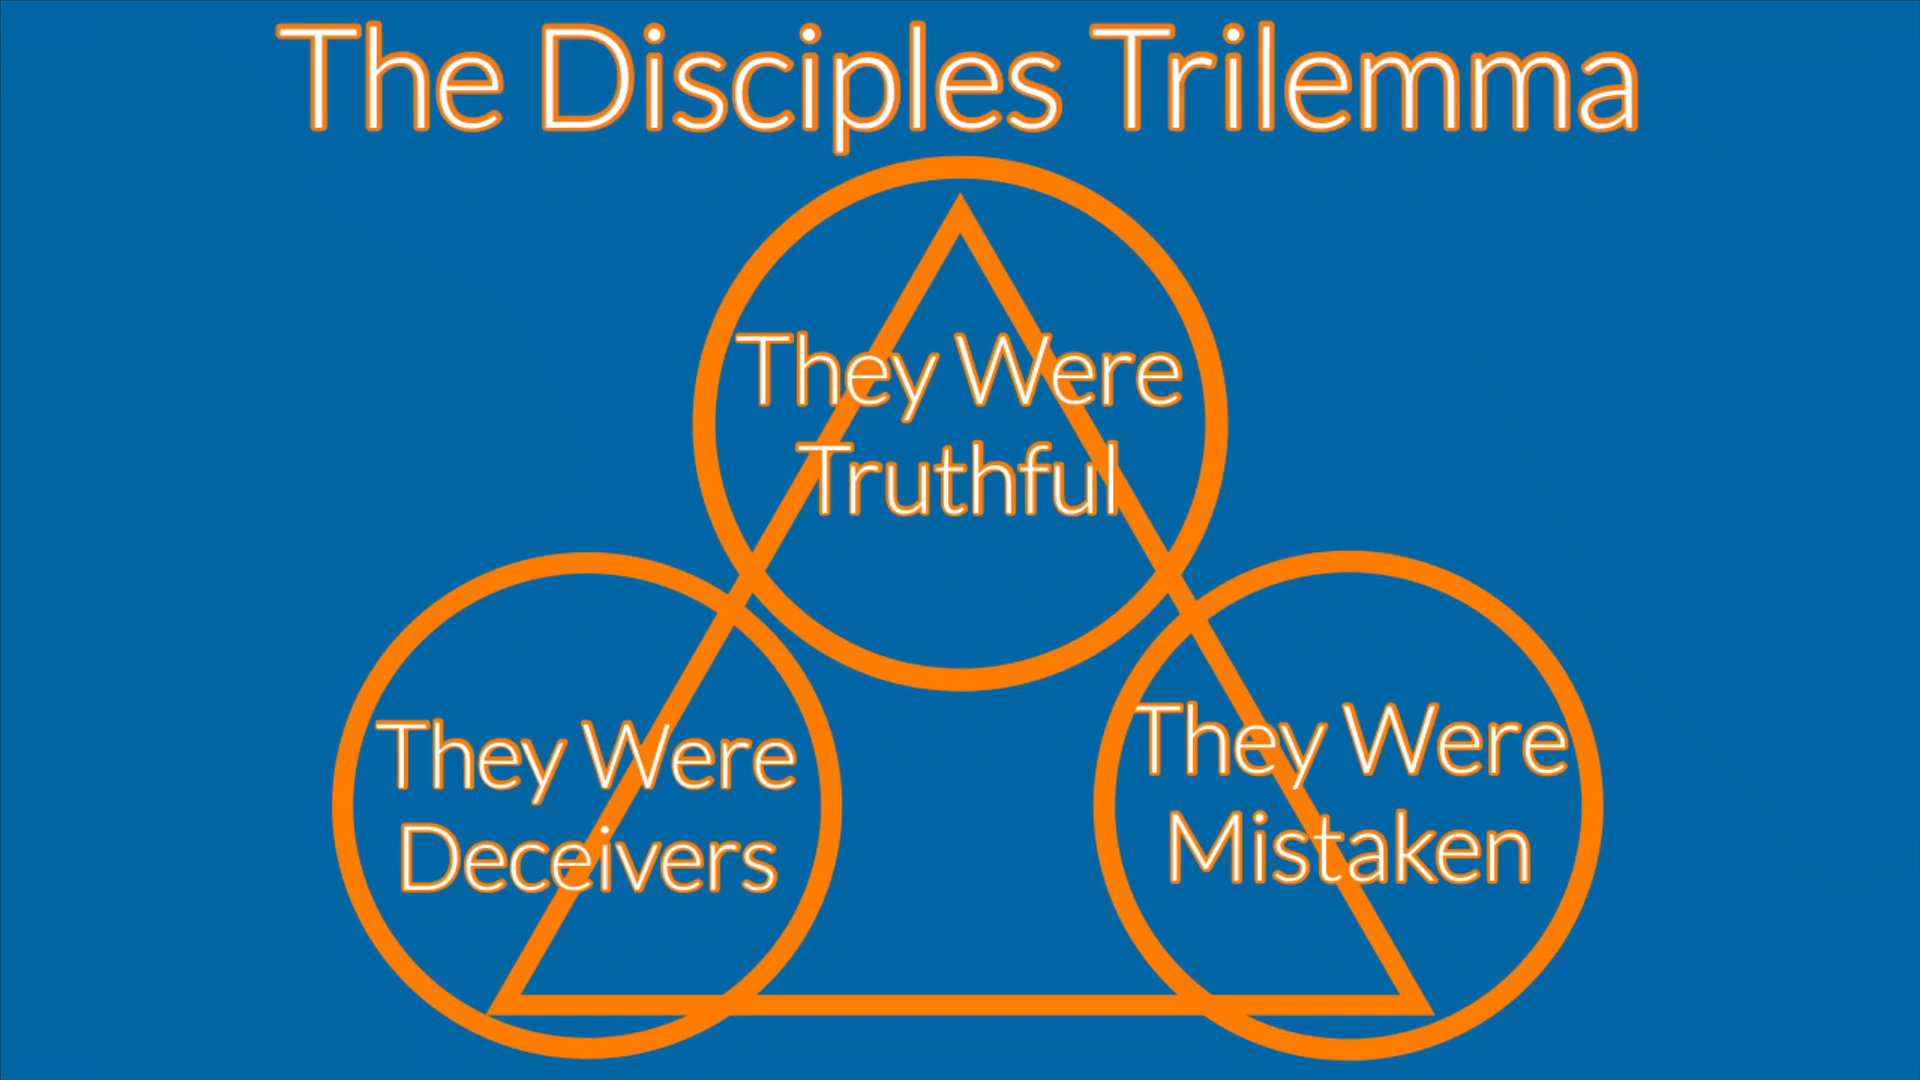 The Disciples Trilemma
They Were
Truthful
They Were
Deceivers
They Were
Mistaken